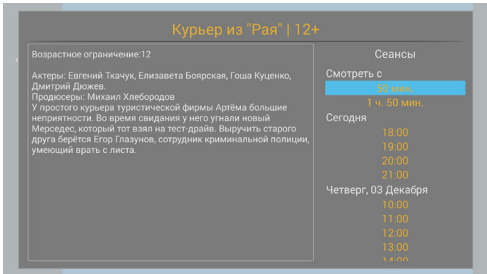 Курьер из "Рая" | 12+
Возрастное ограничение:12
Актеры: Евгений Ткачук, Елизавета Боярская, Гоша Куценко,
Дмитрий Дюжев.
Продюсеры: Михаил Хлебородов
У простого курьера туристической фирмы Артёма большие
неприятности. Во время свидания у него угнали новый
Мерседес, который тот взял на тест-драйв. Выручить старого
друга берётся Егор Глазунов, сотрудник криминальной полиции,
умеющий врать с листа.
Сеансы
Смотреть с
50 мин.
1 ч. 50 мин.
Сегодня
18:00
19:00
20:00
21:00
Четверг, 03 Декабря
10:00
11:00
12:00
13:00
14:00